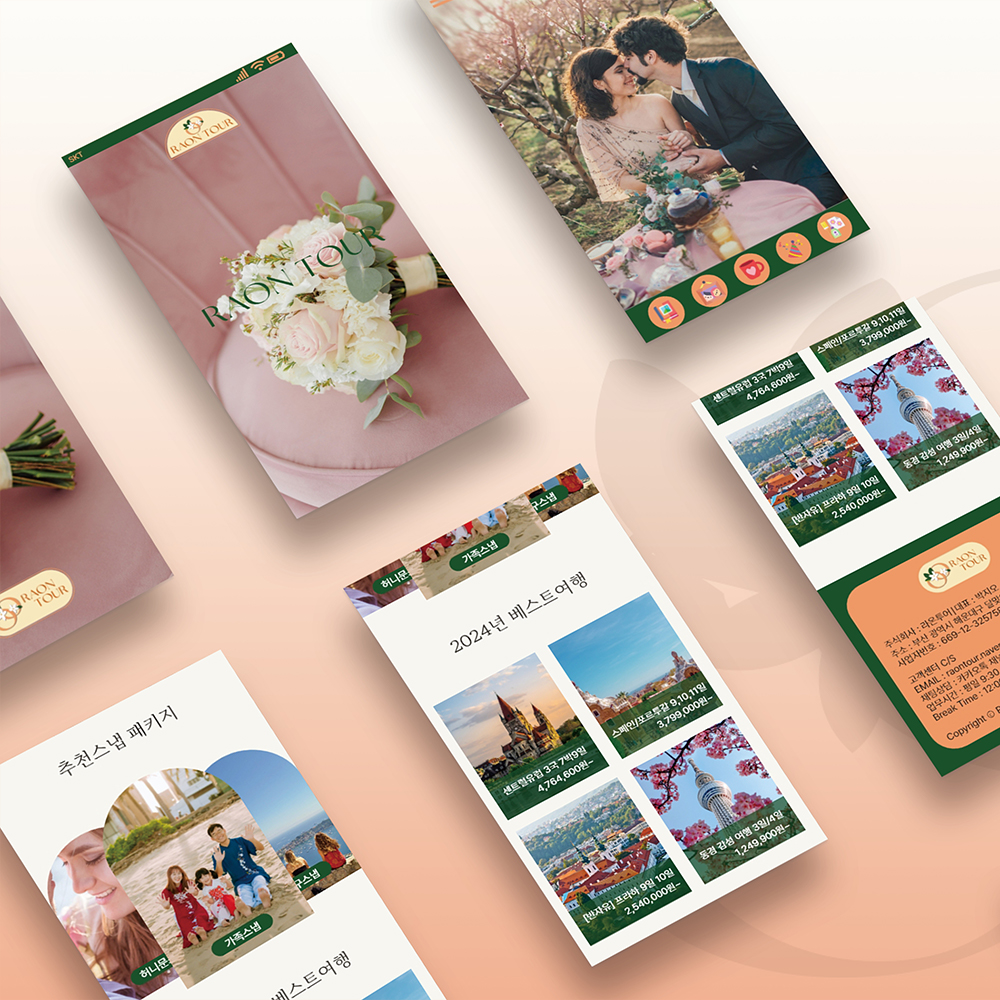 SKT
RAON TOUR
RAON TOUR
RAON
TOUR
추천스냅 패키지
허니문
가족스냅
구스냅
베스트여행
허니문
가족스냅
구스냅
2024년 베스트여행
센트럴유럽 3국 7박9일
4,764,600원~
스페인/포르투갈 9,10,11일
3,799,000원~
[반자유] 프라하 9일 10일
2,540,000원~
동경 감성 여행 3일/4일
1,249,900원~
센트럴유럽 3국 7박9일
4,764,600원~
스페인/포르투갈 9,10,11일
3,799,000원~
[반자유] 프라하 9일 10일
2,540,000원~
동경 감성 여행 3일/4일
1,249,900원~
RAON
TOUR
주식회사 : 라온투어 | 대표 : 박지오
주소 : 부산 광역시 해운대구
사업자번호 : 669-12-32575
고객센터 C/S
EMAIL : raontour.nave
채팅상담 : 카카오톡
업무시간 : 평일 9:30
Break Time : 12:0
Copyright ©